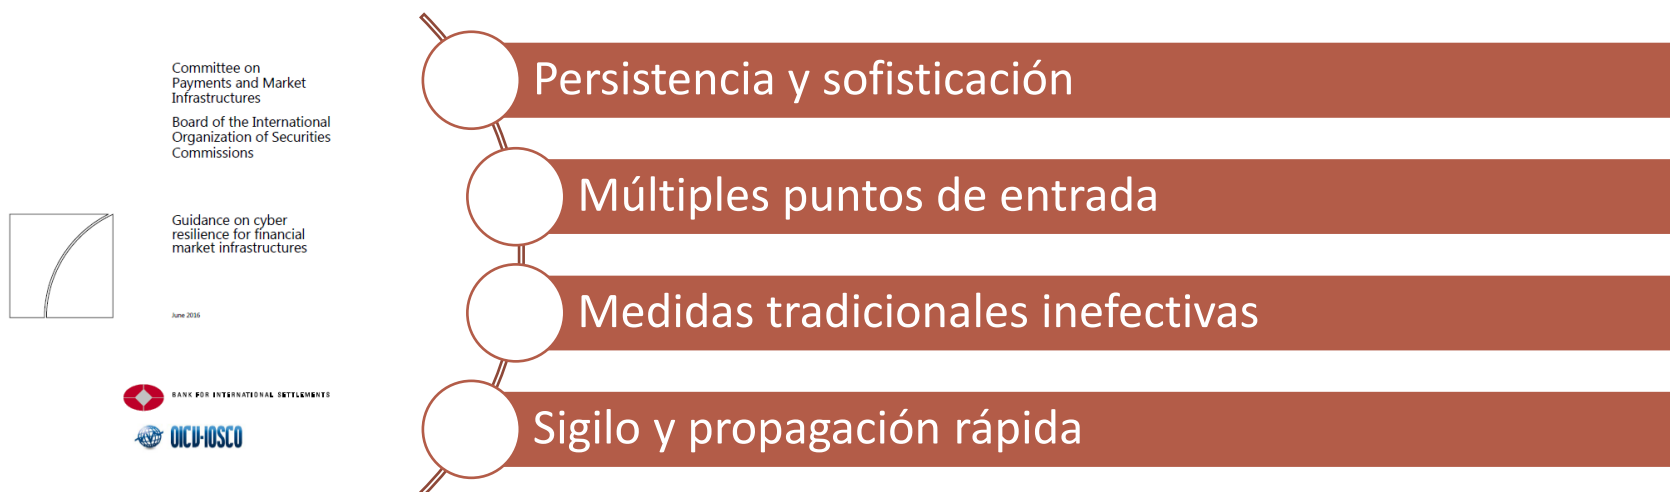 Committee on
Payments and Market
Infrastructures
Board of the International
Organization of Securities
Commissions
Guidance on cyber
resilience for financial
market infrastructures
June 2016
BANK FOR INTERNATIONAL SETTLEMENTS
OICU-IOSCO
Persistencia y sofisticación
Múltiples puntos de entrada
Medidas tradicionales inefectivas
Sigilo y propagación rápida